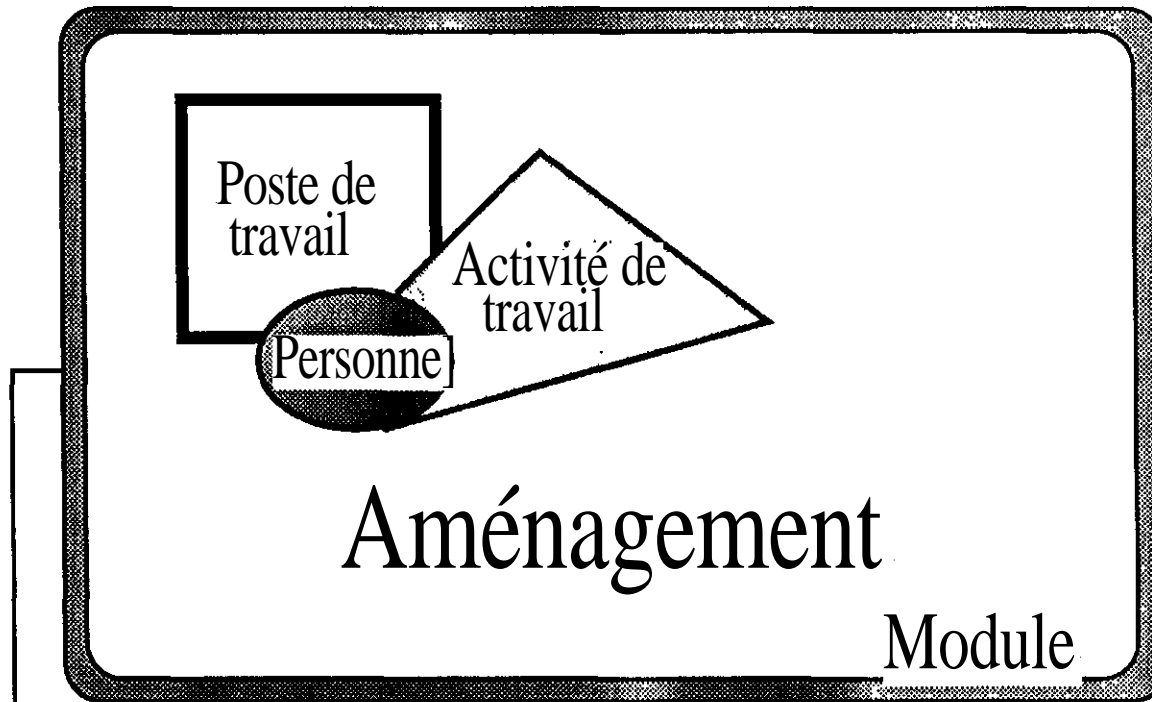 Poste de
travail
Activité de
travail
Personne]
Aménagement
Module